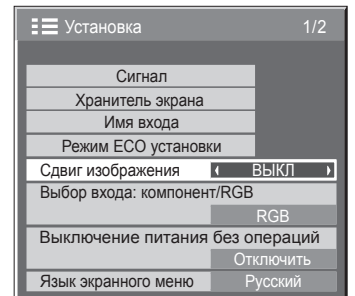 Установка 1/2
Сигнал
Хранитель экрана
Имя входа
Режим ECO установки
Сдвиг изображения ВЫКЛ
Выбор входа: компонент/RGB
RGB
Выключение питания без операций
Отключить
Язык экранного меню Русский